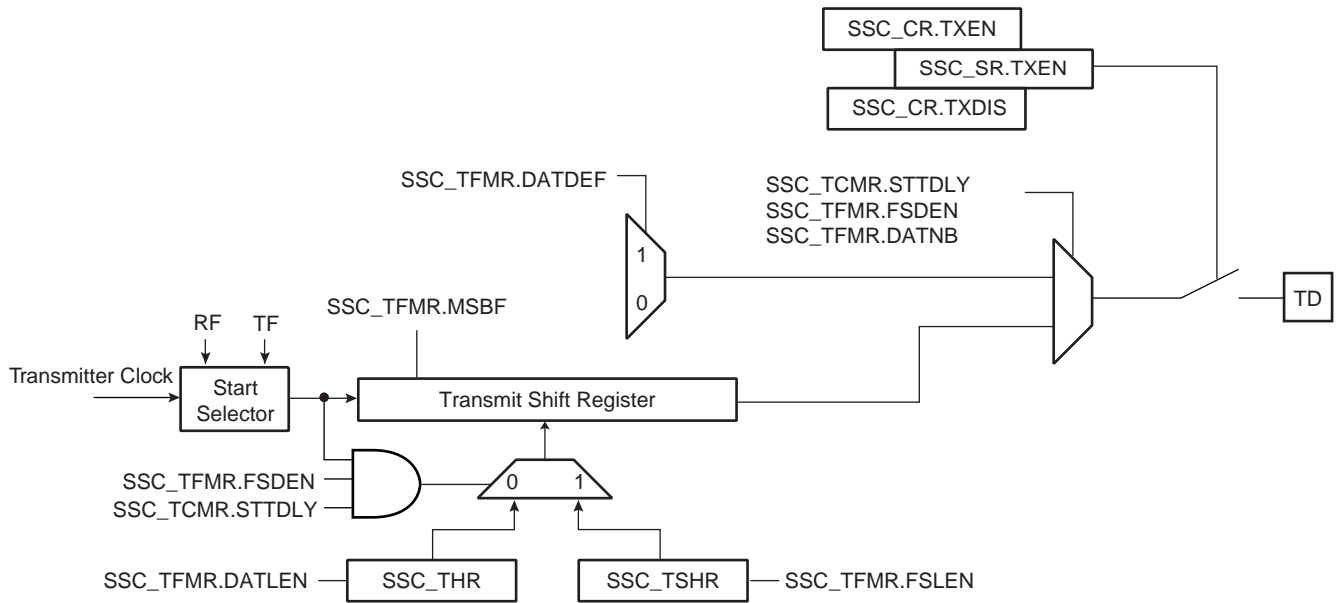 SSC_CR.TXEN
SSC_SR.TXEN
SSC_CR.TXDIS
SSC_TFMR.DATDEF
SSC_TCMR.STTDLY
SSC_TFMR.FSDEN
SSC_TFMR.DATNB
1
0
TD
SSC_TFMR.MSBF
RF TF
Transmitter Clock
Start
Selector
Transmit Shift Register
SSC_TFMR.FSDEN
SSC_TCMR.STTDLY
0 1
SSC_TFMR.DATLEN
SSC_THR
SSC_TSHR
SSC_TFMR.FSLEN